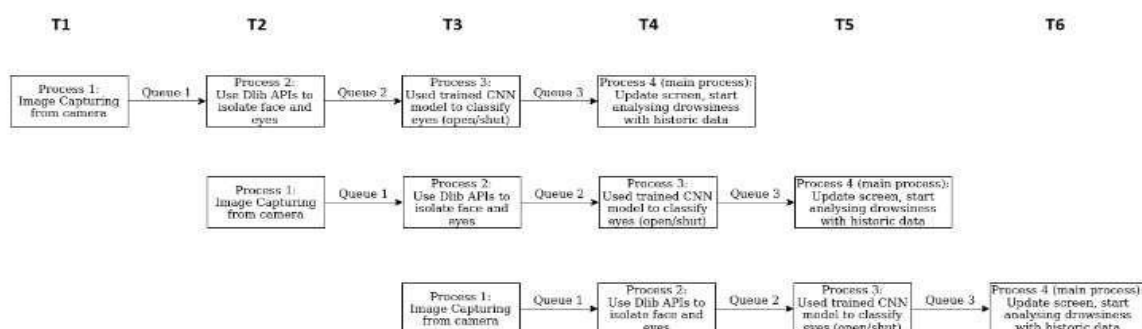 T1 T2 T3 T4 T5 T6
Process 1:
Image Capturing
from camera
Queue 1
Process 2:
Use Dlib APIs to
isolate face and
eyes
Queue 2
Process 3:
Used trained CNN
model to classify
eyes (open/shut)
Queue 3
Process 4 (main process):
Update screen, start
analysing drowsiness
with historic data
Process 1:
Image Capturing
from camera
Queue 1
Process 2:
Use Dlib APIs to
isolate face and
eyes
Queue 2
Process 3:
Used trained CNN
model to classify
eyes (open/shut)
Queue 3
Process 4 (main process):
Update screen, start
analysing drowsiness
with historic data
Process 1:
Image Capturing
from camera
Queue 1
Process 2:
Use Dlib APIs to
isolate face and
eyes
Queue 2
Process 3:
Used trained CNN
model to classify
eyes (open/shut)
Queue 3
Process 4 (main process):
Update screen, start
analysing drowsiness
with historic data